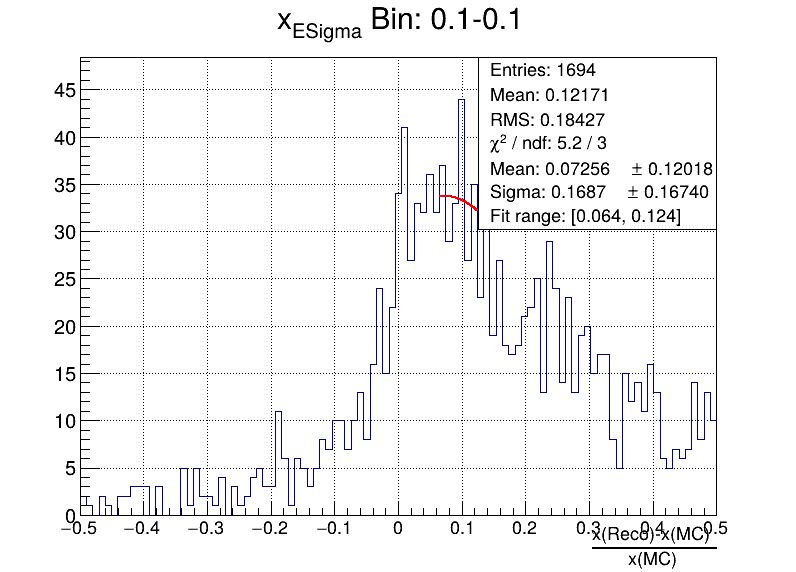 xESigma Bin: 0.1-0.1
Entries: 1694
Mean: 0.12171
RMS: 0.18427
χ2 / ndf: 5.2 / 3
Mean: 0.07256 ± 0.12018
Sigma: 0.1687 ± 0.16740
Fit range: [0.064, 0.124]
45
40
35
30
25
20
15
10
5
0
−0.5 −0.4 −0.3 −0.2 −0.1 0 0.1 0.2 0.3 0.4 0.5
x(Reco)-x(MC)
x(MC)